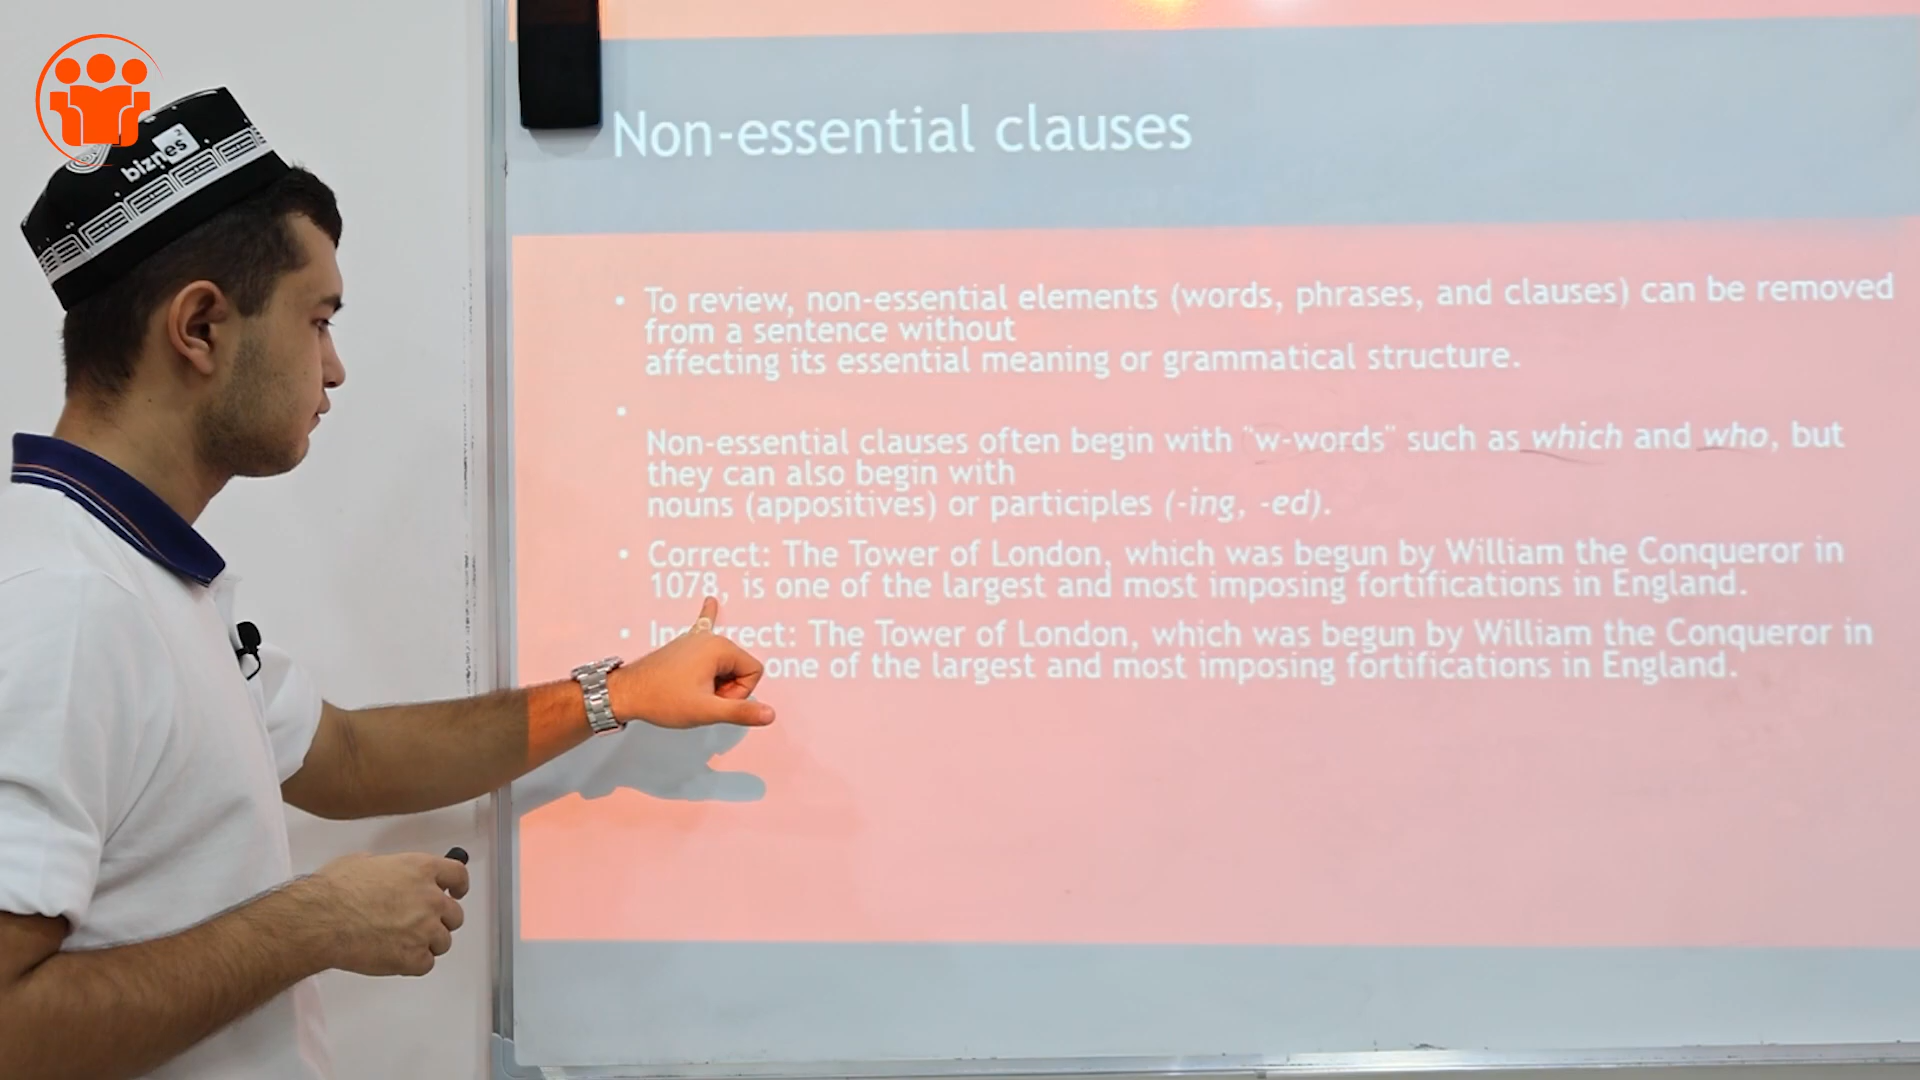 biznes²
Non-essential clauses
• To review, non-essential elements (words, phrases, and clauses) can be removed
from a sentence without
affecting its essential meaning or grammatical structure.
•
Non-essential clauses often begin with "w-words" such as which and who, but
they can also begin with
nouns (appositives) or participles (-ing, -ed).
• Correct: The Tower of London, which was begun by William the Conqueror in
1078, is one of the largest and most imposing fortifications in England.
• Incorrect: The Tower of London, which was begun by William the Conqueror in
one of the largest and most imposing fortifications in England.